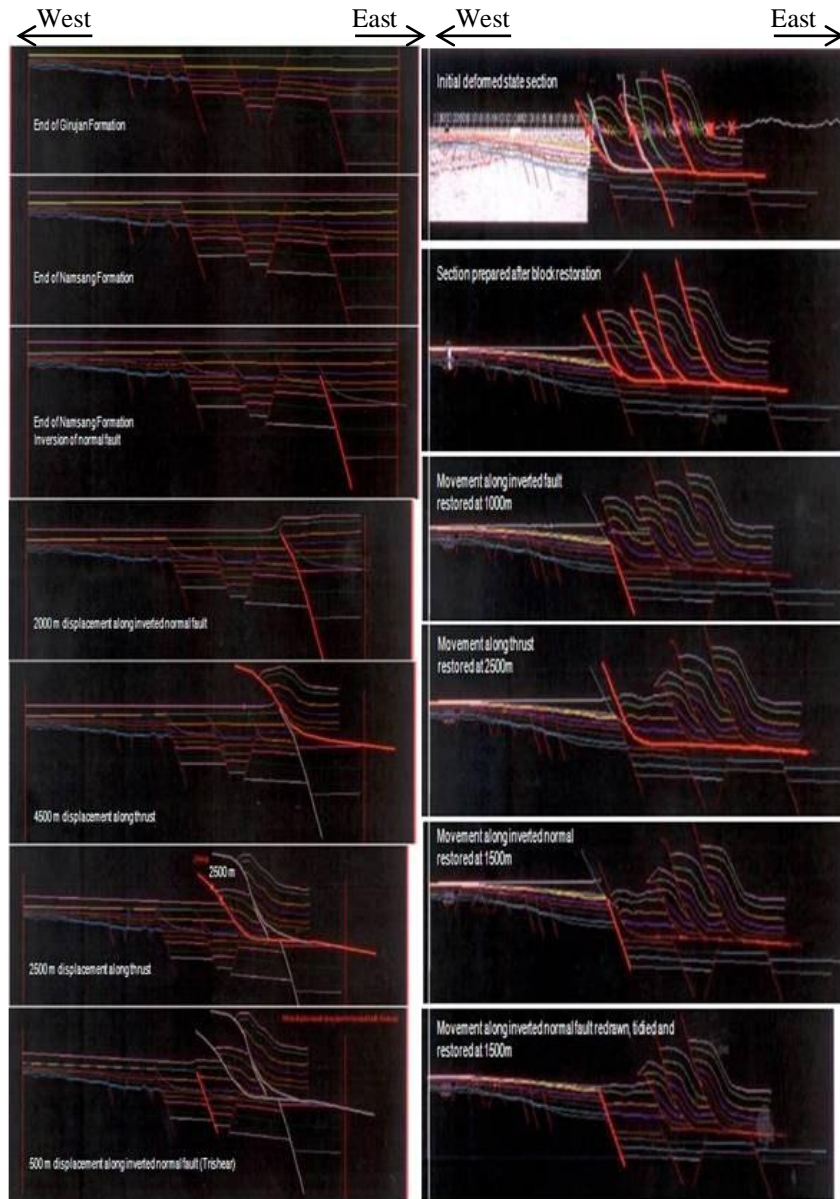 West
East
End of Girujan Formation
End of Namsang Formation
End of Namsang Formation
Inversion of normal fault
2000 m displacement along inverted normal fault
4500 m displacement along thrust
2500 m
2500 m displacement along thrust
500 m displacement along inverted normal fault (Trishear)
West
East
Initial deformed state section
Section prepared after block restoration
Movement along inverted fault
restored at 1000m
Movement along thrust
restored at 2500m
Movement along inverted normal
restored at 1500m
Movement along inverted normal fault redrawn, tidied and
restored at 1500m